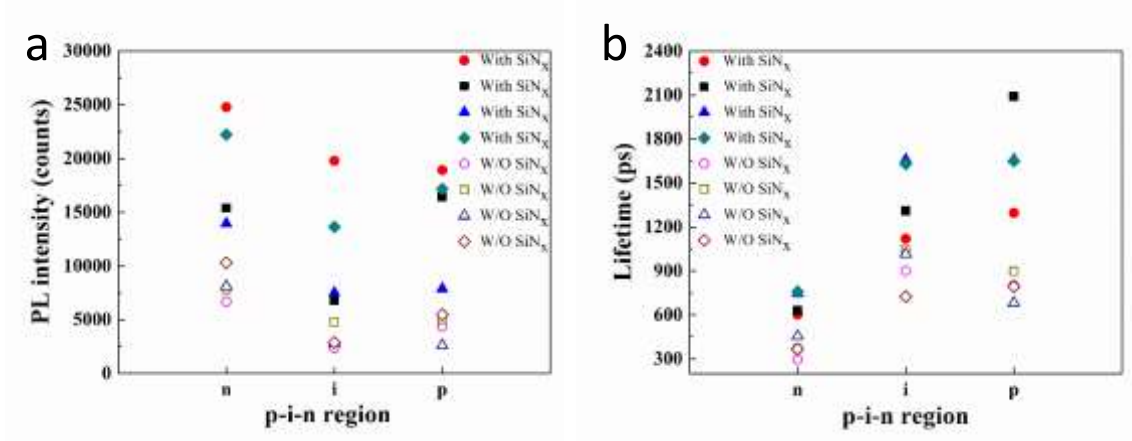 a
30000
25000
20000
15000
10000
5000
0
PL intensity (counts)
With SiNx
With SiNx
With SiNx
With SiNx
W/O SiNx
W/O SiNx
W/O SiNx
W/O SiNx
n i p
p-i-n region
b
2400
2100
1800
1500
1200
900
600
300
Lifetime (ps)
With SiNx
With SiNx
With SiNx
With SiNx
W/O SiNx
W/O SiNx
W/O SiNx
W/O SiNx
n i p
p-i-n region